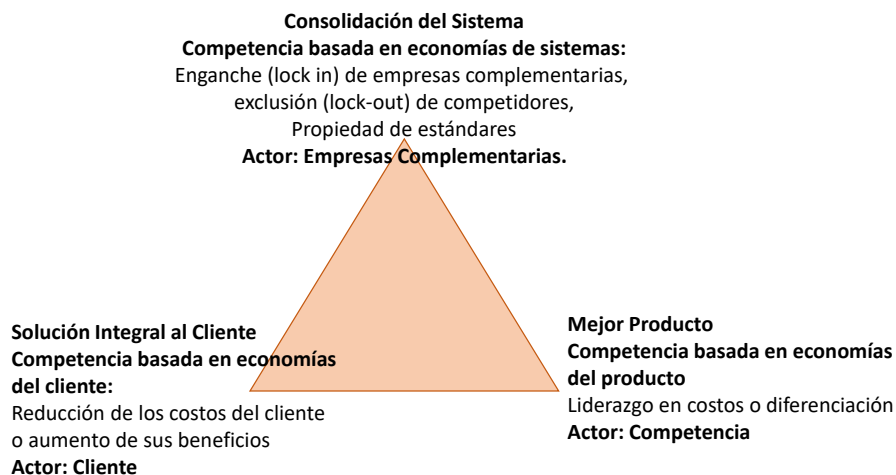 Consolidación del Sistema
Competencia basada en economías de sistemas:
Enganche (lock in) de empresas complementarias,
exclusión (lock-out) de competidores,
Propiedad de estándares
Actor: Empresas Complementarias.
Solución Integral al Cliente
Competencia basada en economías
del cliente:
Reducción de los costos del cliente
o aumento de sus beneficios
Actor: Cliente
Mejor Producto
Competencia basada en economías
del producto
Liderazgo en costos o diferenciación
Actor: Competencia